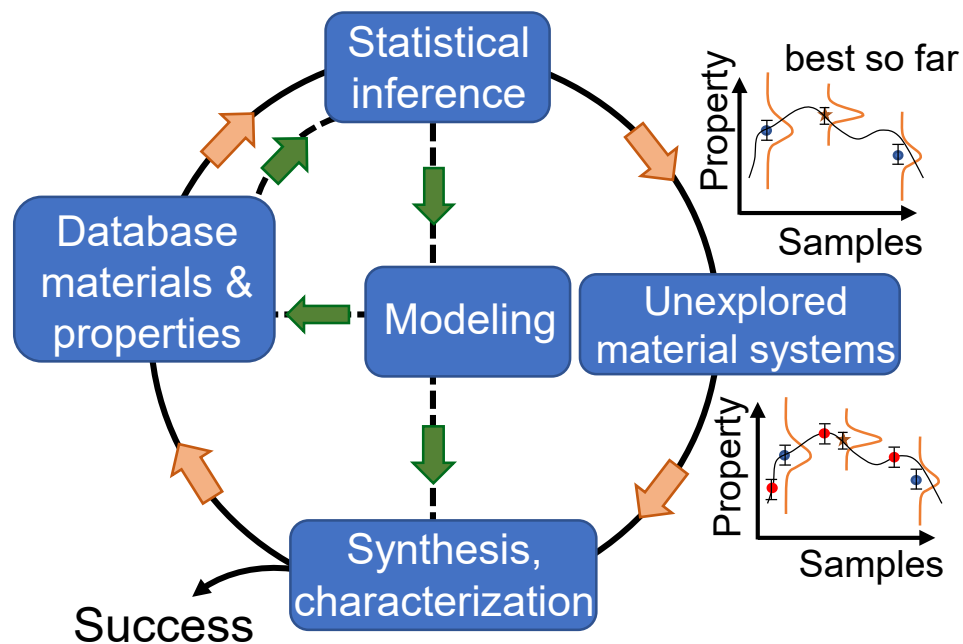 Statistical
inference
best so far
Property
Samples
Database
materials &
properties
Modeling
Unexplored
material systems
Property
Samples
Synthesis,
characterization
Success